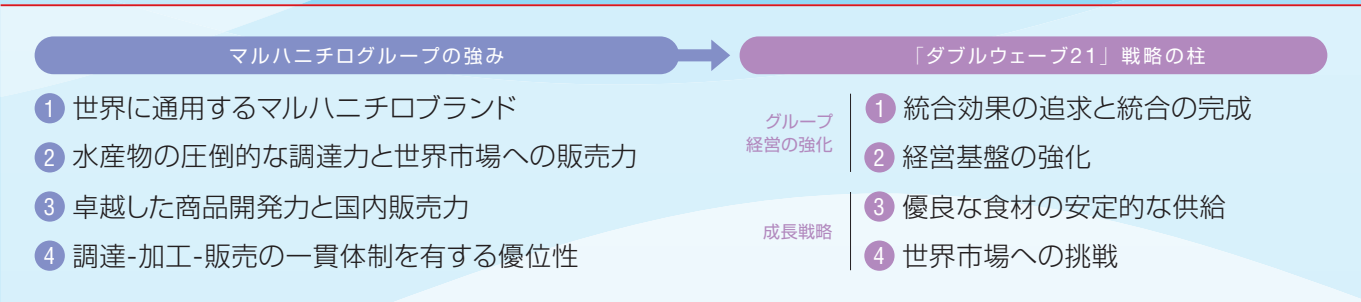 マルハニチログループの強み
1 世界に通用するマルハニチロブランド
2 水産物の圧倒的な調達力と世界市場への販売力
3 卓越した商品開発力と国内販売力
4 調達-加工-販売の一貫体制を有する優位性
「ダブルウェーブ21」戦略の柱
グループ
経営の強化
1 統合効果の追求と統合の完成
2 経営基盤の強化
成長戦略
3 優良な食材の安定的な供給
4 世界市場への挑戦